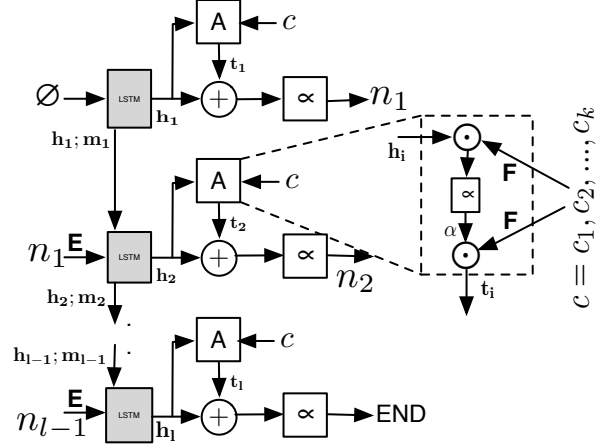 A c
t₁
∅ LSTM h₁ + ∝ n₁
h₁; m₁
A c
t₂
n₁ E LSTM h₂ + ∝ n₂
h₂; m₂
. .
. .
hₗ₋₁; mₗ₋₁
A c
tₗ
nₗ₋₁ E LSTM hₗ + ∝ END
hᵢ
F
∝
α
F
tᵢ
c = c₁, c₂, ..., cₖ